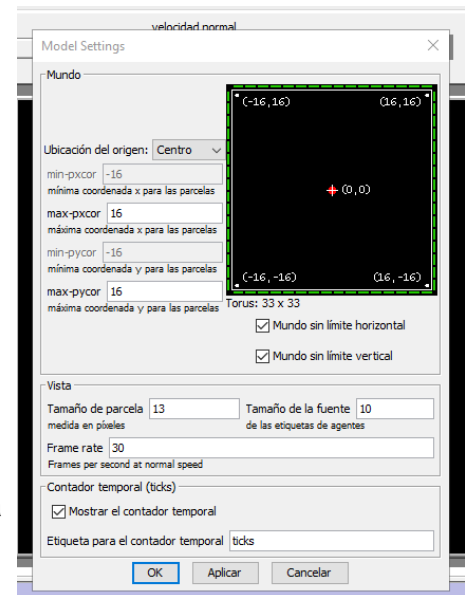 velocidad normal
Model Settings
Mundo
(-16,16) (16,16)
Ubicación del origen: Centro
min-pxcor -16
mínima coordenada x para las parcelas
(0,0)
max-pxcor 16
máxima coordenada x para las parcelas
min-pycor -16
mínima coordenada y para las parcelas
(-16,-16) (16,-16)
max-pycor 16
máxima coordenada y para las parcelas
Torus: 33 x 33
Mundo sin límite horizontal
Mundo sin límite vertical
Vista
Tamaño de parcela 13 Tamaño de la fuente 10
medida en píxeles de las etiquetas de agentes
Frame rate 30
Frames per second at normal speed
Contador temporal (ticks)
Mostrar el contador temporal
Etiqueta para el contador temporal ticks
OK Aplicar Cancelar